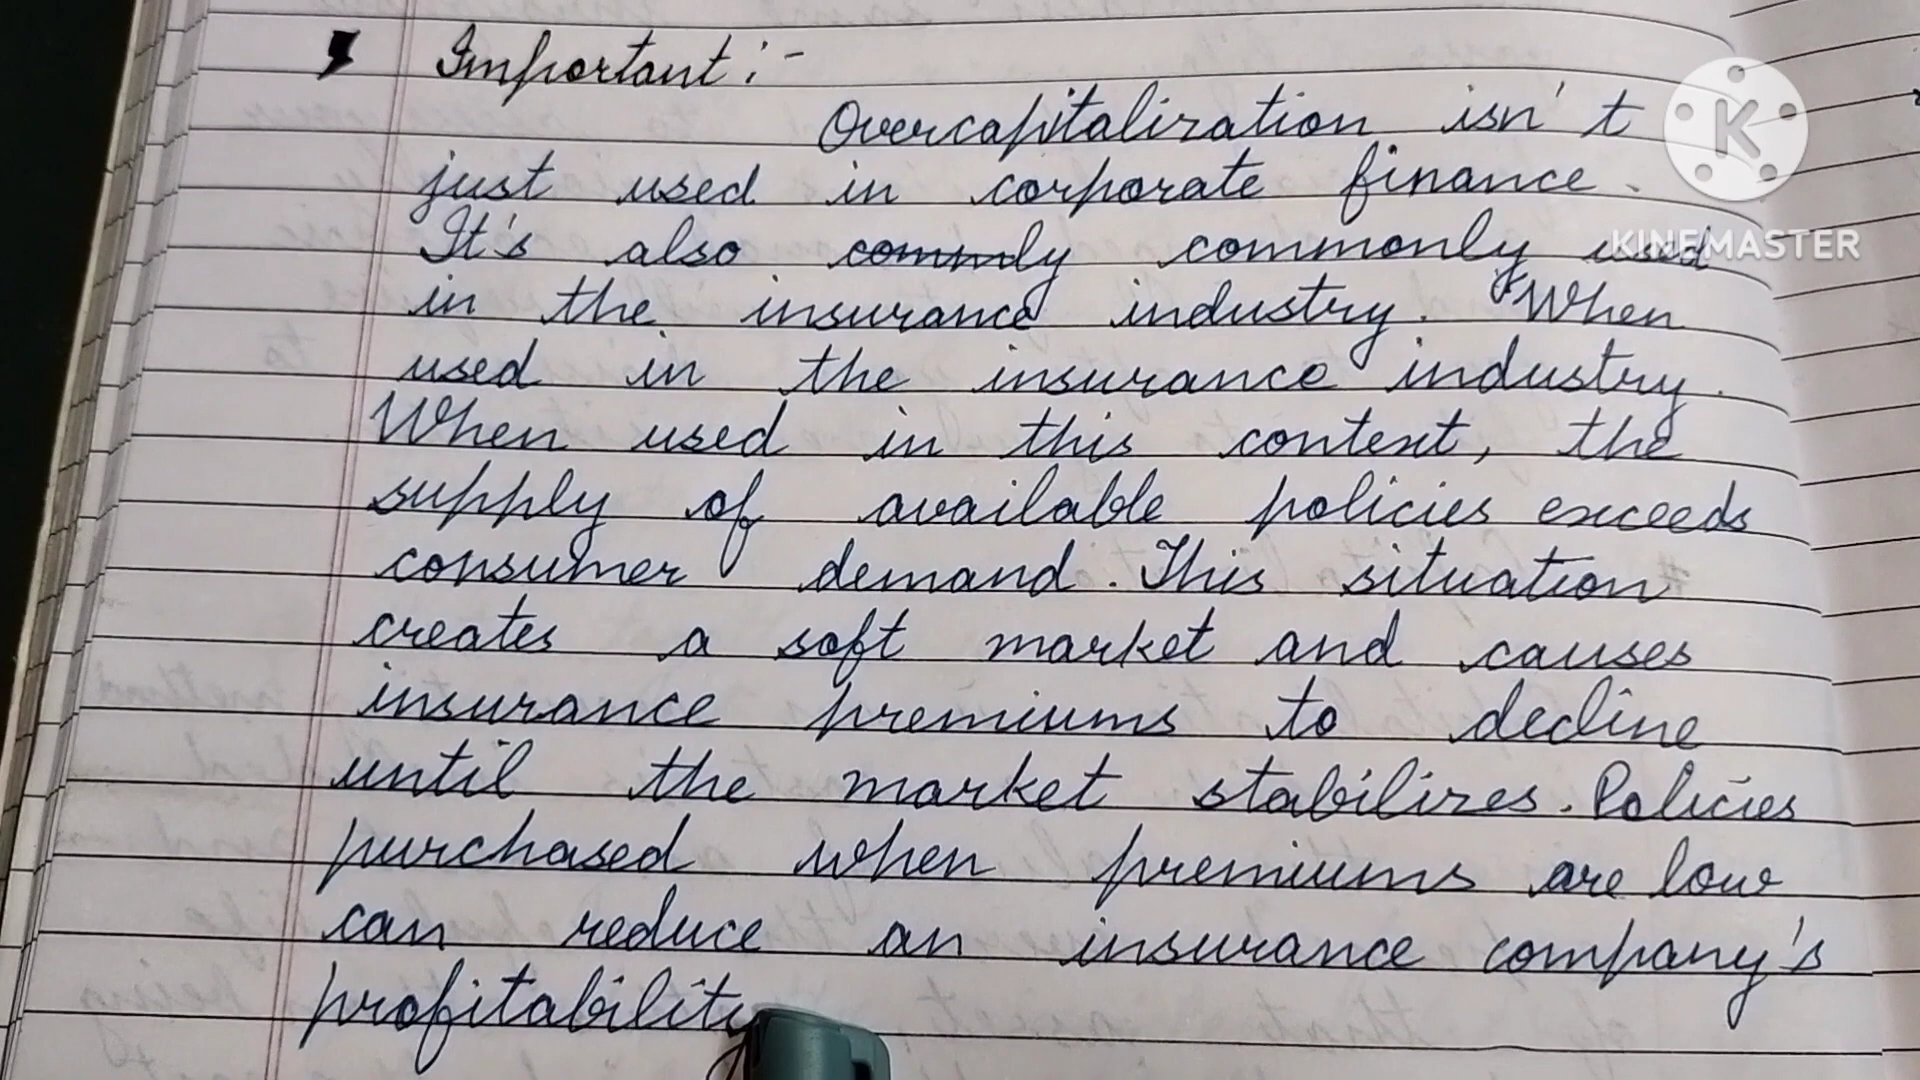 Important :-
Overcapitalization isn't
just used in corporate finance.
It's also commonly used
in the insurance industry. When
used in the insurance industry.
When used in this context, the
supply of available policies exceeds
consumer demand. This situation
creates a soft market and causes
insurance premiums to decline
until the market stabilizes. Policies
purchased when premiums are low
can reduce an insurance company's
profitability
K
KINEMASTER